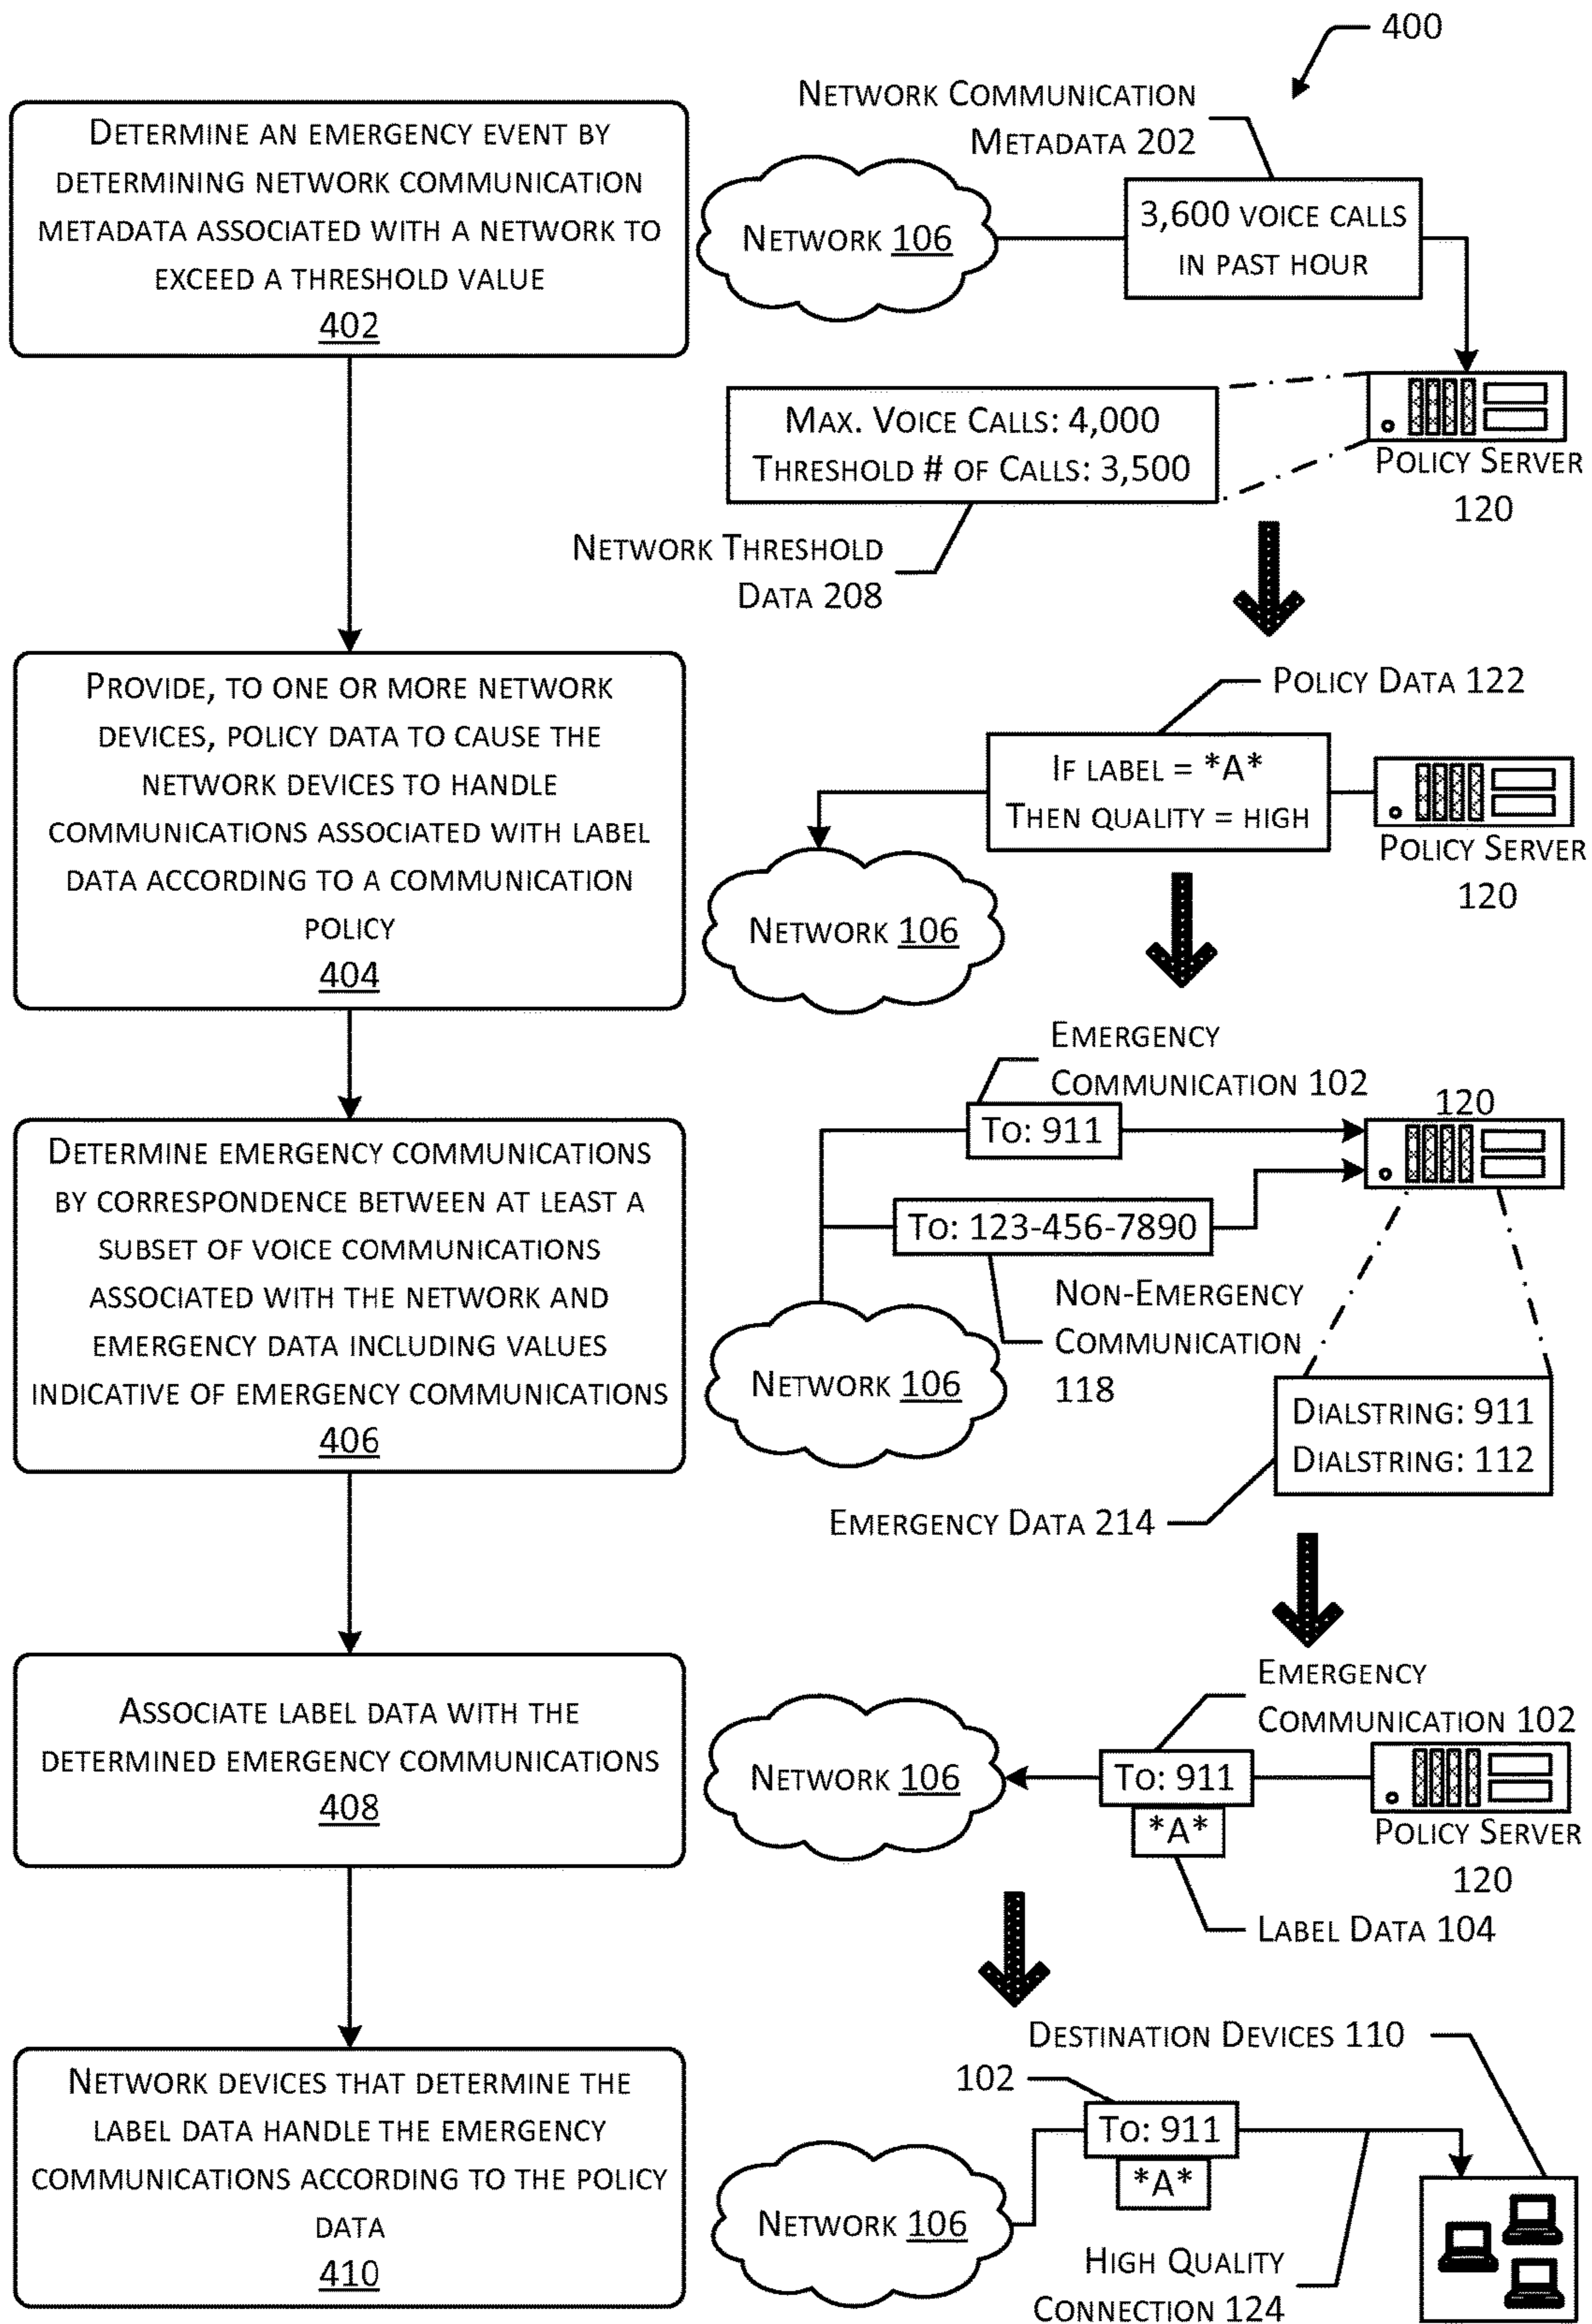 400
NETWORK COMMUNICATION
METADATA 202
DETERMINE AN EMERGENCY EVENT BY
DETERMINING NETWORK COMMUNICATION
METADATA ASSOCIATED WITH A NETWORK TO
EXCEED A THRESHOLD VALUE
402
NETWORK 106
3,600 VOICE CALLS
IN PAST HOUR
MAX. VOICE CALLS: 4,000
THRESHOLD # OF CALLS: 3,500
POLICY SERVER
120
NETWORK THRESHOLD
DATA 208
PROVIDE, TO ONE OR MORE NETWORK
DEVICES, POLICY DATA TO CAUSE THE
NETWORK DEVICES TO HANDLE
COMMUNICATIONS ASSOCIATED WITH LABEL
DATA ACCORDING TO A COMMUNICATION
POLICY
404
POLICY DATA 122
IF LABEL = *A*
THEN QUALITY = HIGH
POLICY SERVER
120
NETWORK 106
DETERMINE EMERGENCY COMMUNICATIONS
BY CORRESPONDENCE BETWEEN AT LEAST A
SUBSET OF VOICE COMMUNICATIONS
ASSOCIATED WITH THE NETWORK AND
EMERGENCY DATA INCLUDING VALUES
INDICATIVE OF EMERGENCY COMMUNICATIONS
406
EMERGENCY
COMMUNICATION 102
TO: 911
120
TO: 123-456-7890
NON-EMERGENCY
COMMUNICATION
118
NETWORK 106
DIALSTRING: 911
DIALSTRING: 112
EMERGENCY DATA 214
ASSOCIATE LABEL DATA WITH THE
DETERMINED EMERGENCY COMMUNICATIONS
408
EMERGENCY
COMMUNICATION 102
NETWORK 106
TO: 911
*A*
POLICY SERVER
120
LABEL DATA 104
NETWORK DEVICES THAT DETERMINE THE
LABEL DATA HANDLE THE EMERGENCY
COMMUNICATIONS ACCORDING TO THE POLICY
DATA
410
DESTINATION DEVICES 110
102
TO: 911
*A*
NETWORK 106
HIGH QUALITY
CONNECTION 124